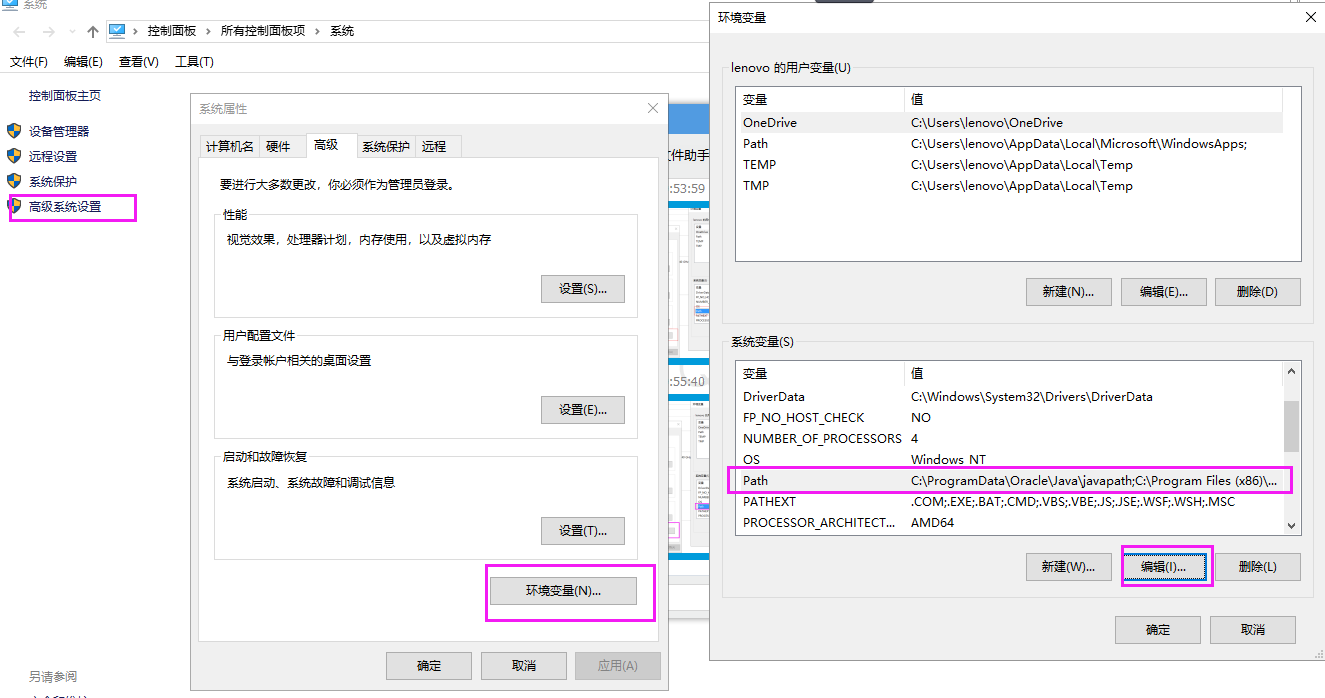 系统
控制面板 › 所有控制面板项 › 系统
文件(F) 编辑(E) 查看(V) 工具(T)
控制面板主页
设备管理器
远程设置
系统保护
高级系统设置
另请参阅
系统属性
计算机名 硬件 高级 系统保护 远程
要进行大多数更改，你必须作为管理员登录。
性能
视觉效果，处理器计划，内存使用，以及虚拟内存
设置(S)...
用户配置文件
与登录帐户相关的桌面设置
设置(E)...
启动和故障恢复
系统启动、系统故障和调试信息
设置(T)...
环境变量(N)...
确定 取消 应用(A)
件助手
:53:59
:55:40
环境变量
lenovo 的用户变量(U)
变量 值
OneDrive C:\Users\lenovo\OneDrive
Path C:\Users\lenovo\AppData\Local\Microsoft\WindowsApps;
TEMP C:\Users\lenovo\AppData\Local\Temp
TMP C:\Users\lenovo\AppData\Local\Temp
新建(N)... 编辑(E)... 删除(D)
系统变量(S)
变量 值
DriverData C:\Windows\System32\Drivers\DriverData
FP_NO_HOST_CHECK NO
NUMBER_OF_PROCESSORS 4
OS Windows_NT
Path C:\ProgramData\Oracle\Java\javapath;C:\Program Files (x86)\...
PATHEXT .COM;.EXE;.BAT;.CMD;.VBS;.VBE;.JS;.JSE;.WSF;.WSH;.MSC
PROCESSOR_ARCHITECT... AMD64
新建(W)... 编辑(I)... 删除(L)
确定 取消